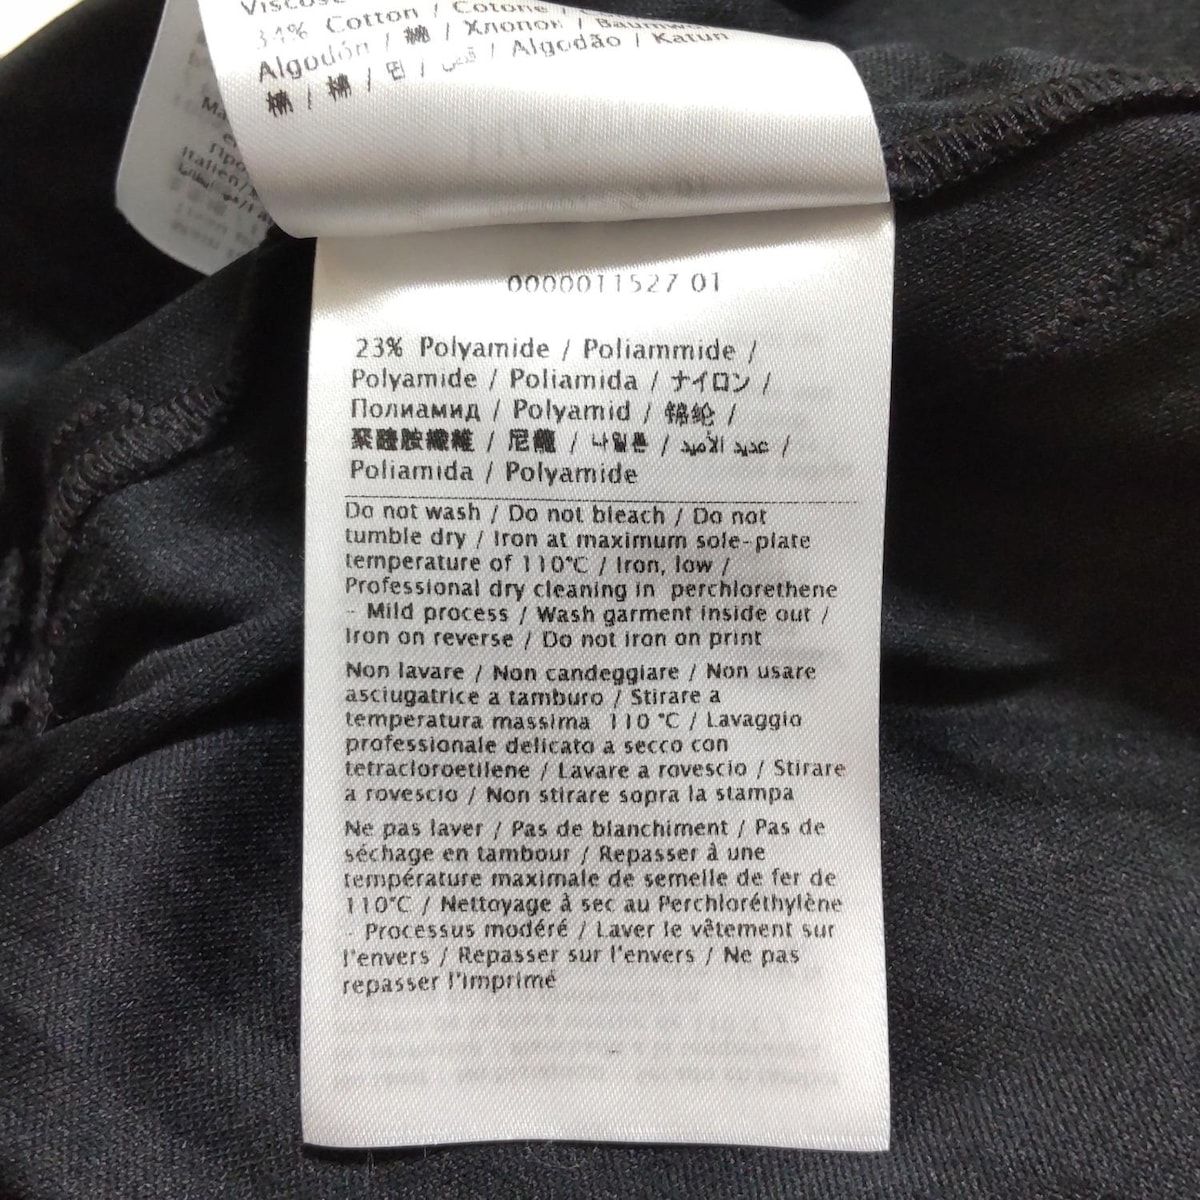 Viscose
34% Cotton / Cotone
Algodón / 棉 / Хлопок / Baumwo
Algodão / Katun
棉 / 棉 /
Ma
e
Про
Italien/
0000011527 01
23% Polyamide / Poliammide /
Polyamide / Poliamida / ナイロン /
Полиамид / Polyamid / 锦纶 /
聚醯胺纖維 / 尼龍 / 나일론 / عديد الأميد /
Poliamida / Polyamide
Do not wash / Do not bleach / Do not
tumble dry / Iron at maximum sole-plate
temperature of 110°C / Iron, low /
Professional dry cleaning in perchlorethene
- Mild process / Wash garment inside out /
Iron on reverse / Do not iron on print
Non lavare / Non candeggiare / Non usare
asciugatrice a tamburo / Stirare a
temperatura massima 110 °C / Lavaggio
professionale delicato a secco con
tetracloroetilene / Lavare a rovescio / Stirare
a rovescio / Non stirare sopra la stampa
Ne pas laver / Pas de blanchiment / Pas de
séchage en tambour / Repasser à une
température maximale de semelle de fer de
110°C / Nettoyage à sec au Perchloréthylène
- Processus modéré / Laver le vêtement sur
l'envers / Repasser sur l'envers / Ne pas
repasser l'imprimé